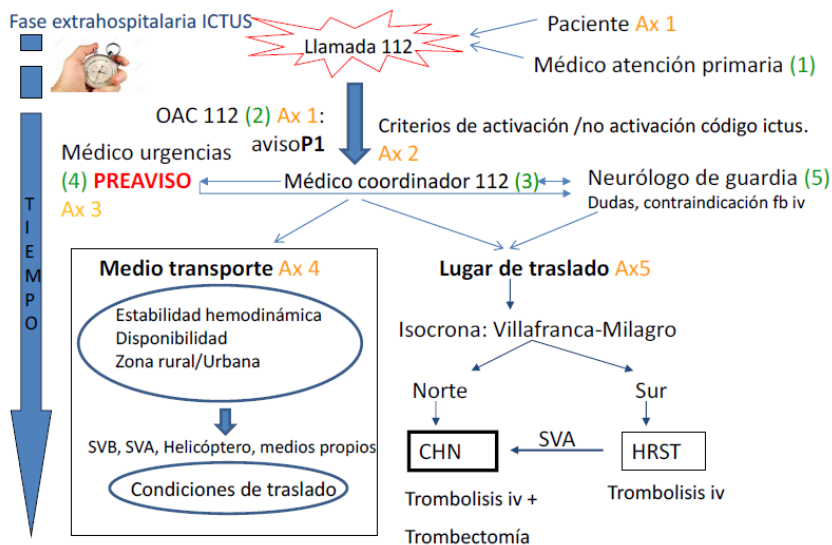 Fase extrahospitalaria ICTUS
Llamada 112
Paciente Ax 1
Médico atención primaria (1)
OAC 112 (2) Ax 1:
avisoP1
Criterios de activación /no activación código ictus.
Ax 2
Médico urgencias
(4) PREAVISO
Ax 3
Médico coordinador 112 (3)
Neurólogo de guardia (5)
Dudas, contraindicación fb iv
TIEMPO
Medio transporte Ax 4
Estabilidad hemodinámica
Disponibilidad
Zona rural/Urbana
SVB, SVA, Helicóptero, medios propios
Condiciones de traslado
Lugar de traslado Ax5
Isocrona: Villafranca-Milagro
Norte
Sur
CHN
SVA
HRST
Trombolisis iv +
Trombectomía
Trombolisis iv